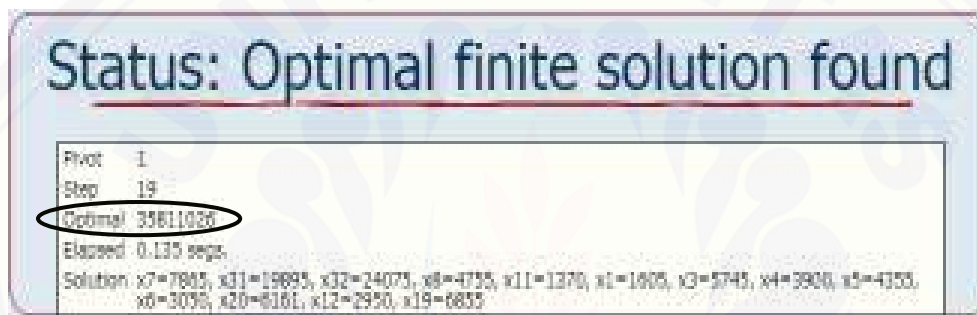 Status: Optimal finite solution found
Pivot 1
Step 19
Optimal 35811026
Elapsed 0.135 segs.
Solution x7=7865, x31=19895, x32=24075, x8=4755, x11=1370, x1=1605, x3=5745, x4=3900, x5=4355,
x6=3090, x20=6161, x12=2950, x19=6855